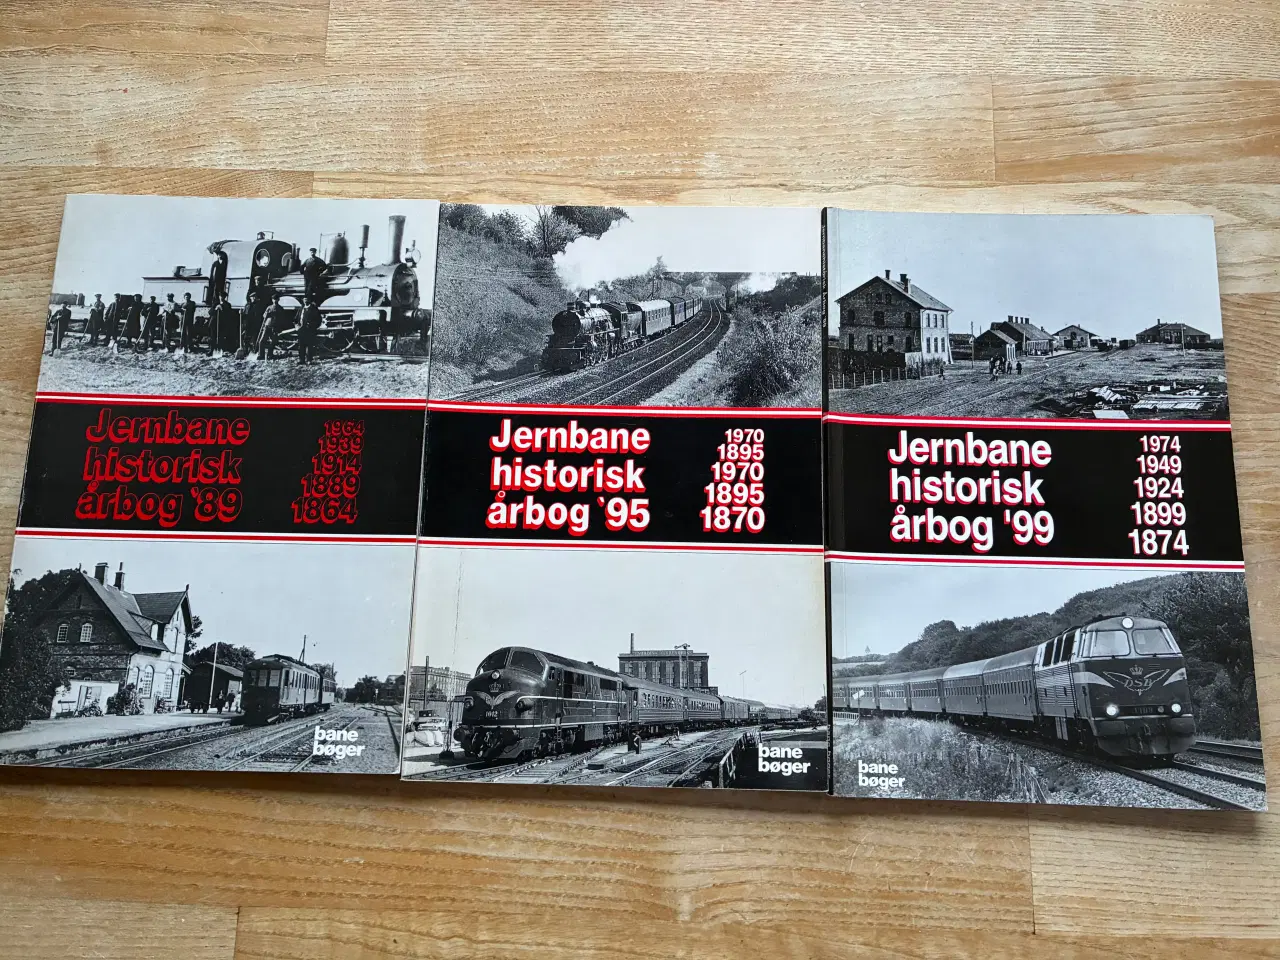 Jernbane
historisk
årbog '89
1964
1939
1914
1889
1864
bane
bøger
Jernbane
historisk
årbog '95
1970
1895
1970
1895
1870
bane
bøger
Jernbane
historisk
årbog '99
1974
1949
1924
1899
1874
DSB
bane
bøger